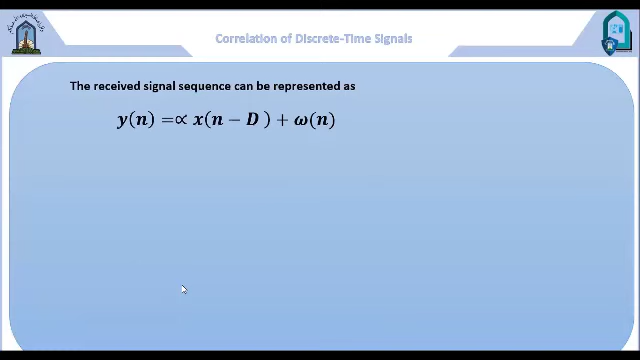 Correlation of Discrete-Time Signals
The received signal sequence can be represented as
y(n) =∝ x(n − D ) + ω(n)